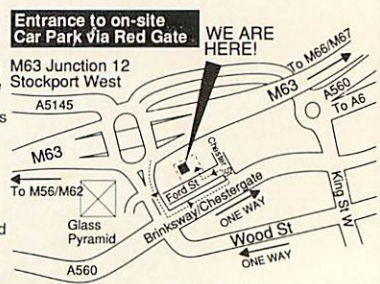 Entrance to on-site
Car Park via Red Gate
WE ARE
HERE!
M63 Junction 12
Stockport West
To M66/M67
A5145
M63
A560
To A6
M63
Chester
To M56/M62
Ford St
Brinksway/Chestergate
ONE WAY
King St W
Glass
Pyramid
Wood St
ONE WAY
A560